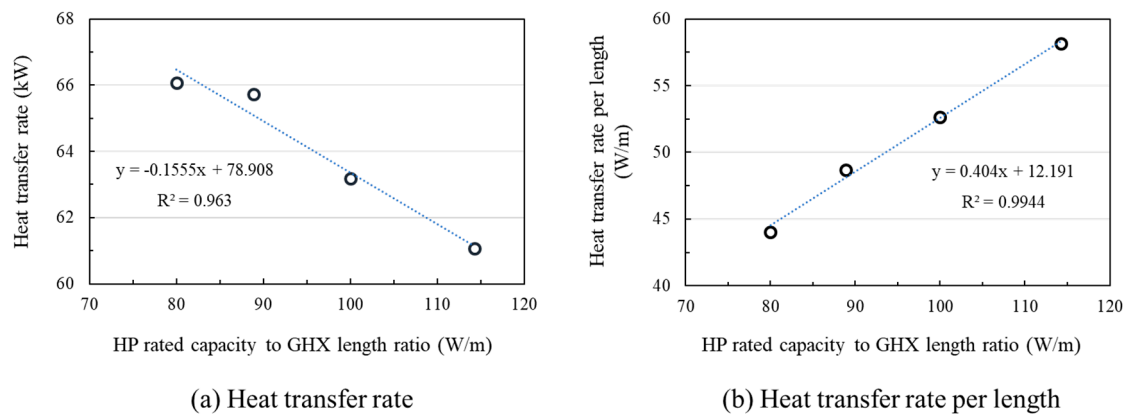 68
66
64
62
60
Heat transfer rate (kW)
y = -0.1555x + 78.908
R² = 0.963
70 80 90 100 110 120
HP rated capacity to GHX length ratio (W/m)
(a) Heat transfer rate
60
55
50
45
40
Heat transfer rate per length
(W/m)
y = 0.404x + 12.191
R² = 0.9944
70 80 90 100 110 120
HP rated capacity to GHX length ratio (W/m)
(b) Heat transfer rate per length